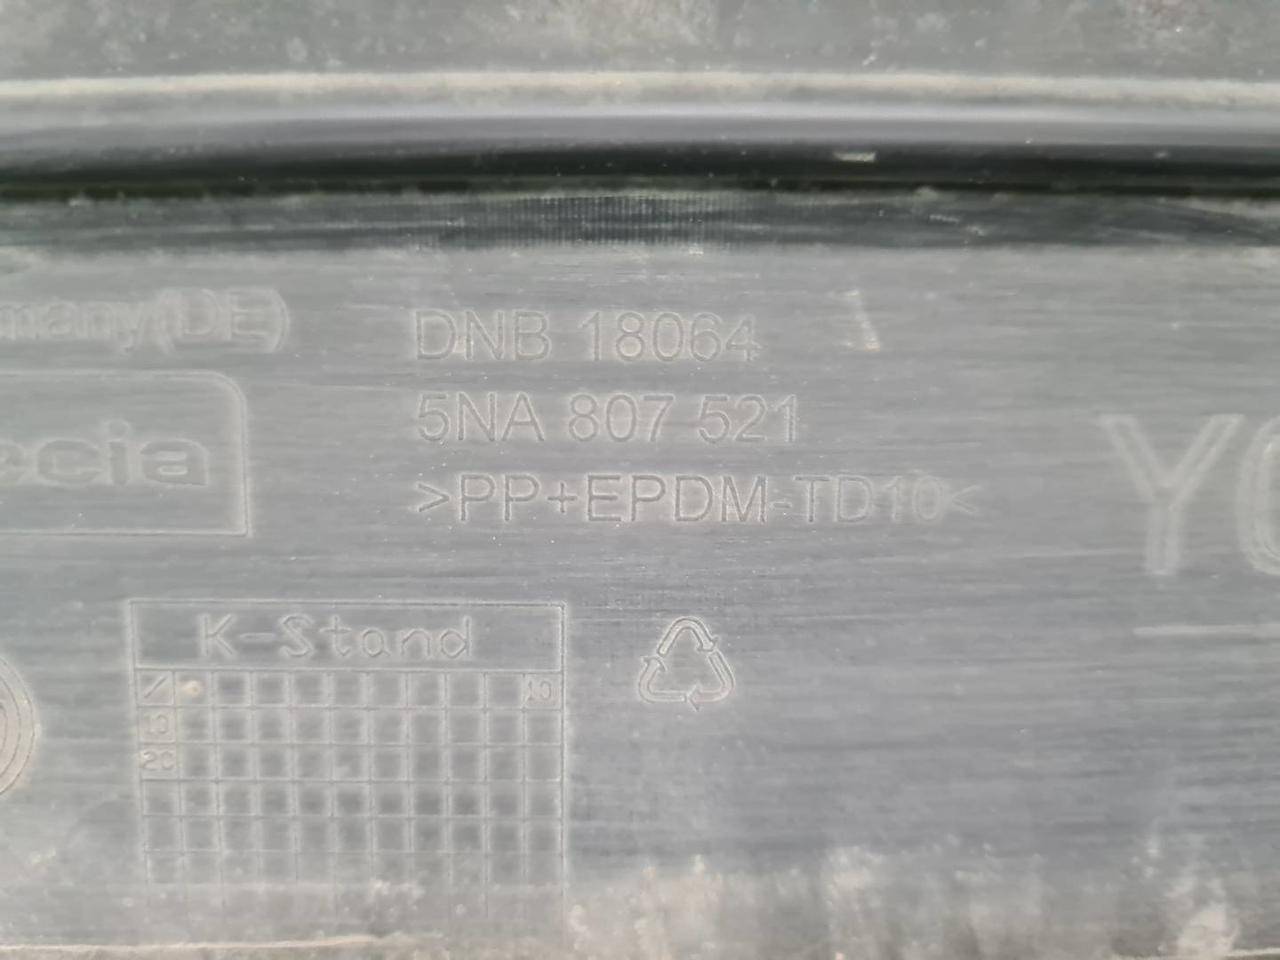 many(DE)
DNB 18064
5NA 807 521
ecia
>PP+EPDM-TD10<
K-Stand
10
10
20